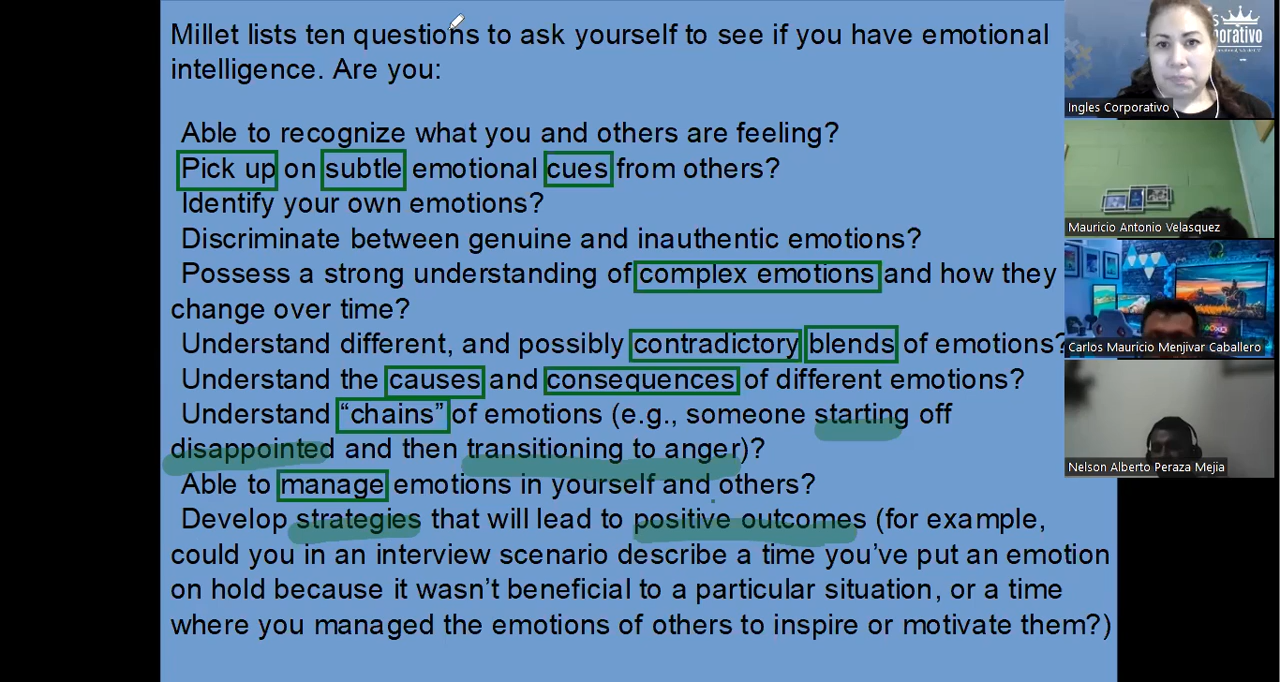 Millet lists ten questions to ask yourself to see if you have emotional
intelligence. Are you:
Able to recognize what you and others are feeling?
Pick up on subtle emotional cues from others?
Identify your own emotions?
Discriminate between genuine and inauthentic emotions?
Possess a strong understanding of complex emotions and how they
change over time?
Understand different, and possibly contradictory blends of emotions?
Understand the causes and consequences of different emotions?
Understand “chains” of emotions (e.g., someone starting off
disappointed and then transitioning to anger)?
Able to manage emotions in yourself and others?
Develop strategies that will lead to positive outcomes (for example,
could you in an interview scenario describe a time you’ve put an emotion
on hold because it wasn’t beneficial to a particular situation, or a time
where you managed the emotions of others to inspire or motivate them?)
Ingles Corporativo
Mauricio Antonio Velasquez
Carlos Mauricio Menjivar Caballero
Nelson Alberto Peraza Mejia